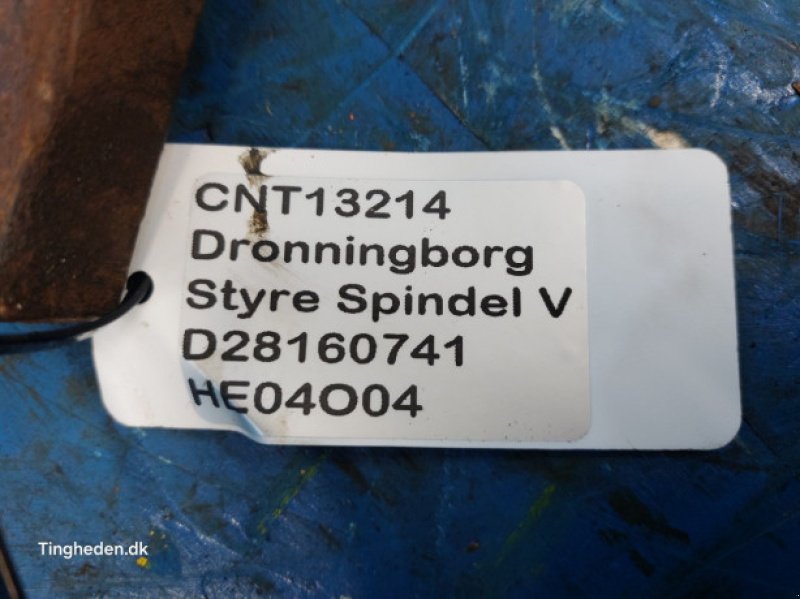 CNT13214
Dronningborg
Styre Spindel V
D28160741
HE04O04
Tingheden.dk